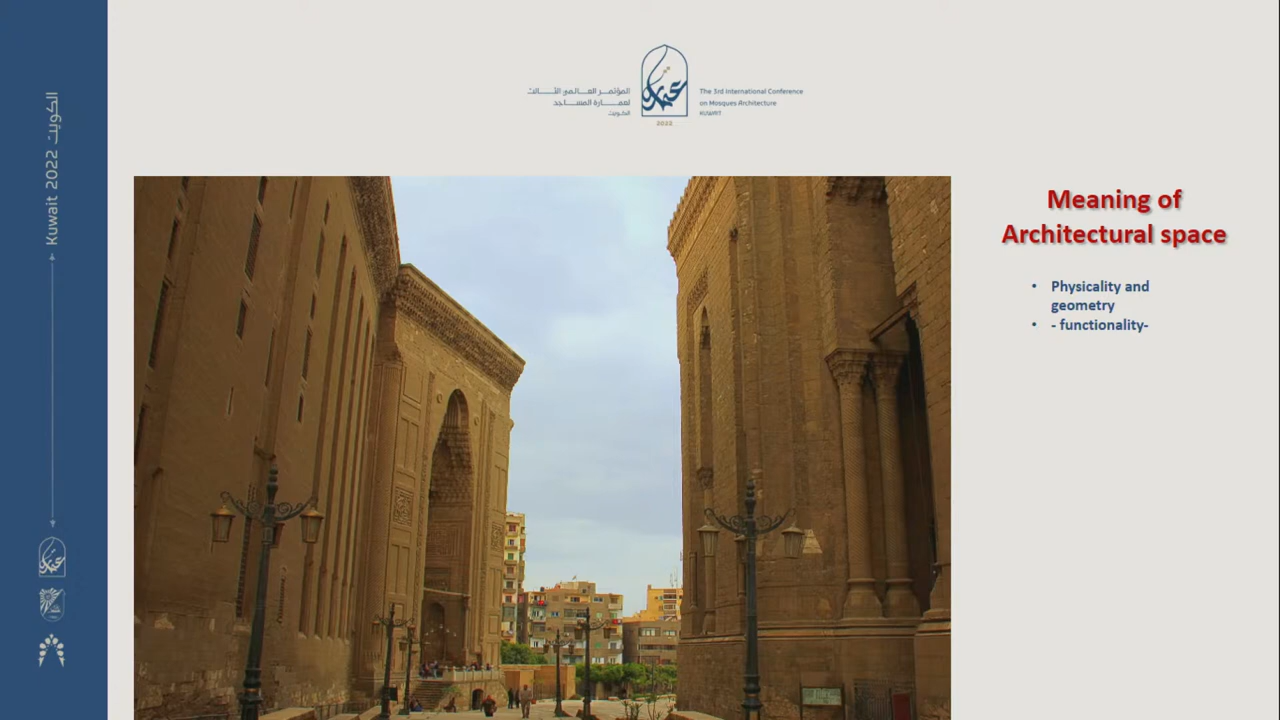 الكويت Kuwait 2022
المؤتمر العالمي الثالث
لعمارة المساجد
الكويت
The 3rd International Conference
on Mosques Architecture
KUWAIT
2022
Meaning of
Architectural space
• Physicality and
geometry
• - functionality-